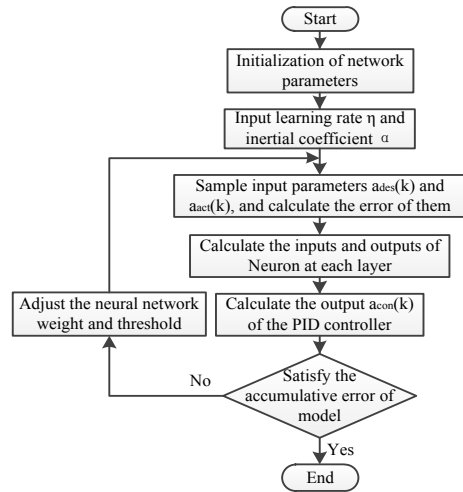 Start
Initialization of network
parameters
Input learning rate η and
inertial coefficient α
Sample input parameters ades(k) and
aact(k), and calculate the error of them
Calculate the inputs and outputs of
Neuron at each layer
Adjust the neural network
weight and threshold
Calculate the output acon(k)
of the PID controller
No
Satisfy the
accumulative error of
model
Yes
End